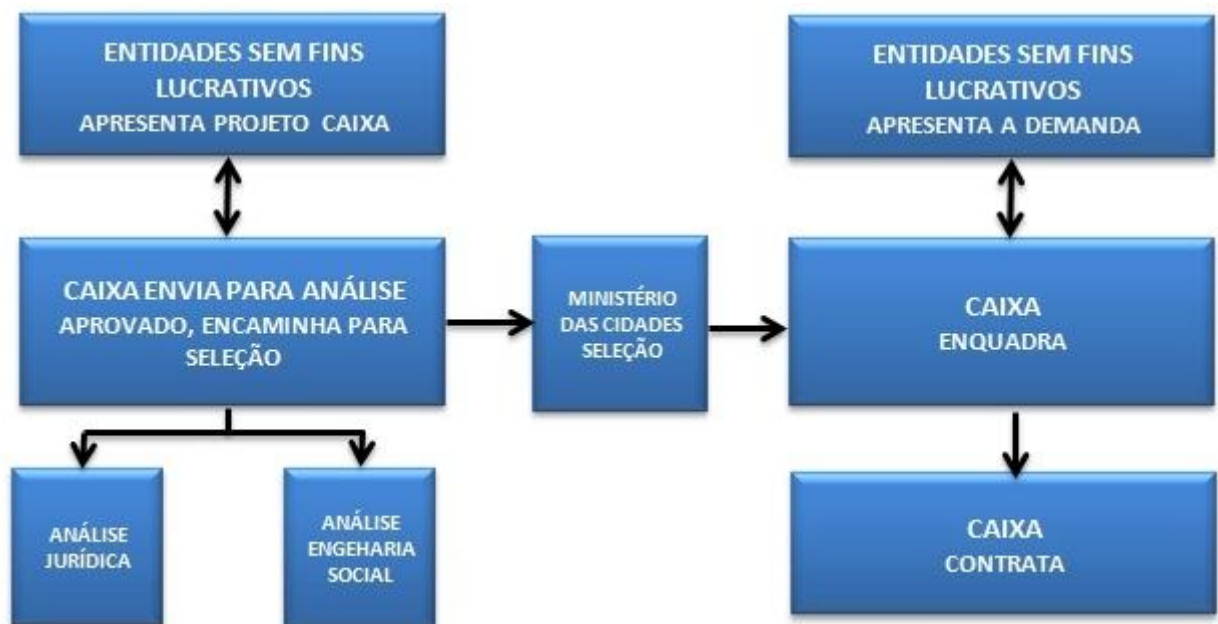 ENTIDADES SEM FINS
LUCRATIVOS
APRESENTA PROJETO CAIXA
ENTIDADES SEM FINS
LUCRATIVOS
APRESENTA A DEMANDA
CAIXA ENVIA PARA ANÁLISE
APROVADO, ENCAMINHA PARA
SELEÇÃO
MINISTÉRIO
DAS CIDADES
SELEÇÃO
CAIXA
ENQUADRA
ANÁLISE
JURÍDICA
ANÁLISE
ENGEHARIA
SOCIAL
CAIXA
CONTRATA